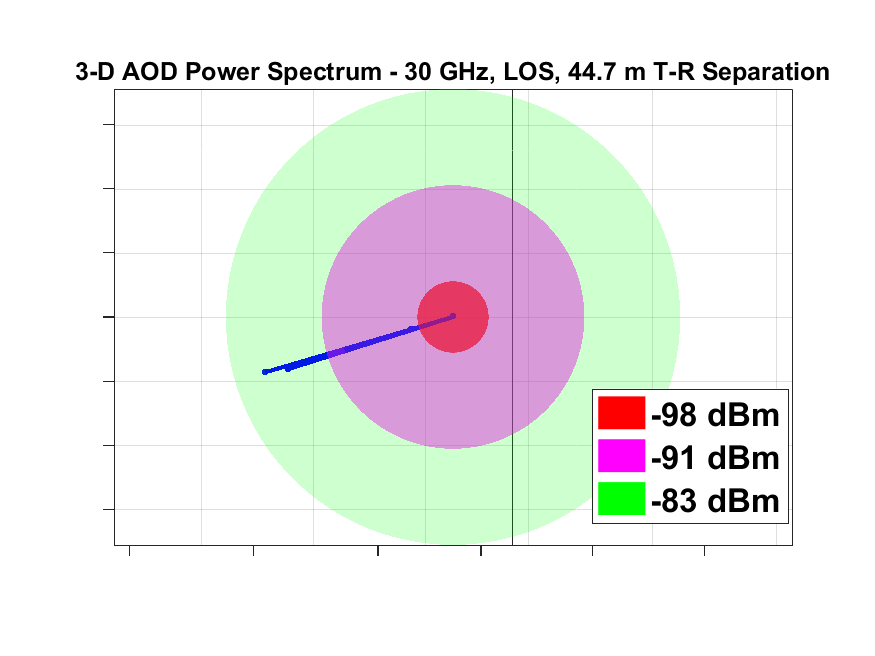 3-D AOD Power Spectrum - 30 GHz, LOS, 44.7 m T-R Separation
-98 dBm
-91 dBm
-83 dBm